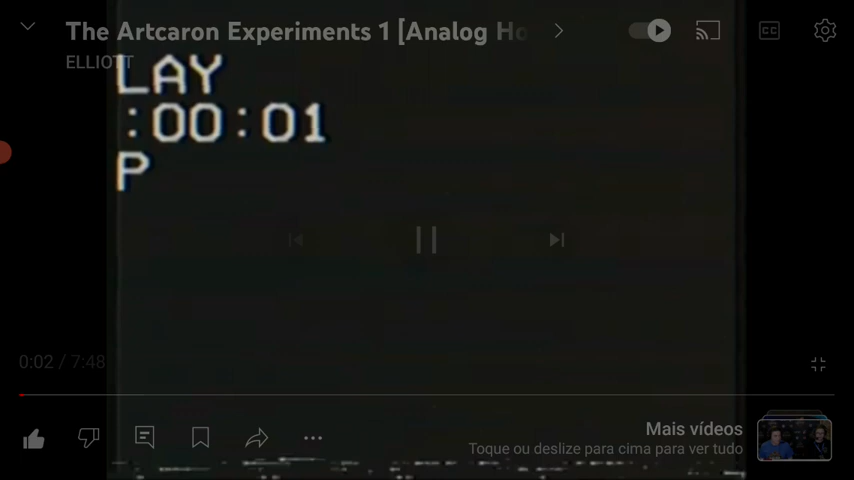 The Artcaron Experiments 1 [Analog Ho
ELLIOTT
LAY
:00:01
P
CC
0:02 / 7:48
Mais vídeos
Toque ou deslize para cima para ver tudo